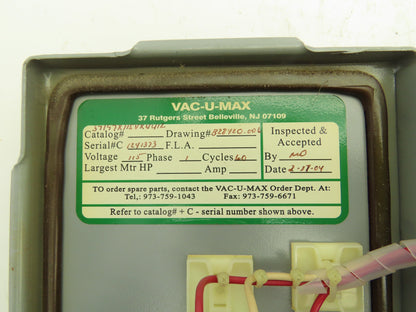 VAC-U-MAX
37 Rutgers Street Belleville, NJ 07109
Catalog# Drawing#
Serial#C 121373 F.L.A.
Voltage 115 Phase 1 Cycles 60
Largest Mtr HP Amp
Inspected &
Accepted
By MD
Date
TO order spare parts, contact the VAC-U-MAX Order Dept. At:
Tel,: 973-759-1043 Fax: 973-759-6671
Refer to catalog# + C - serial number shown above.